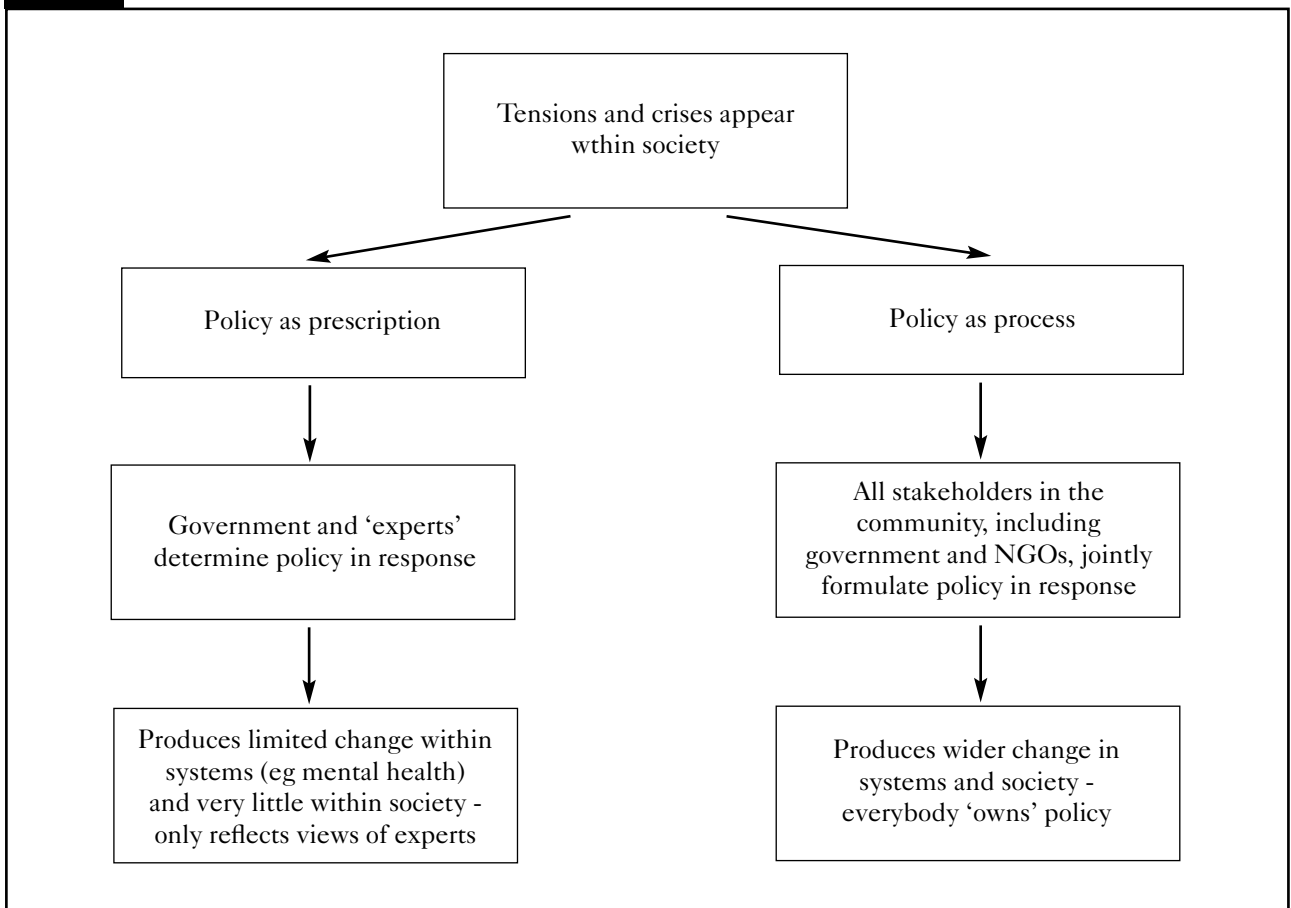 Tensions and crises appear
wthin society
Policy as prescription
Policy as process
Government and ‘experts’
determine policy in response
All stakeholders in the
community, including
government and NGOs, jointly
formulate policy in response
Produces limited change within
systems (eg mental health)
and very little within society -
only reflects views of experts
Produces wider change in
systems and society -
everybody ‘owns’ policy